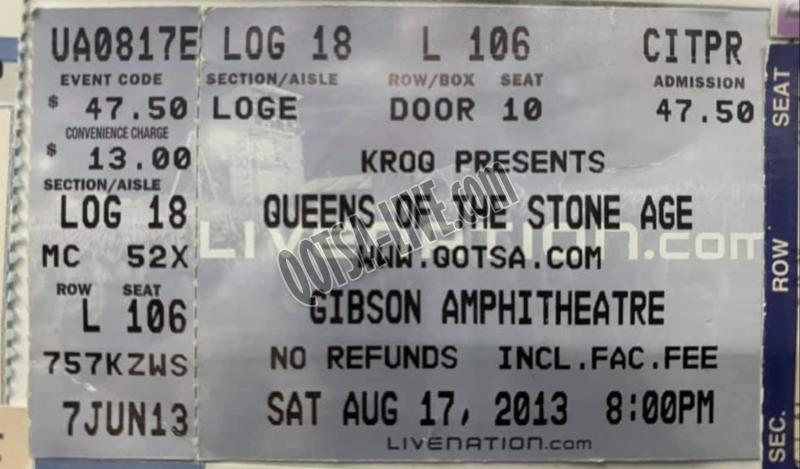 UA0817E LOG 18 L 106 CITPR
EVENT CODE SECTION/AISLE ROW/BOX SEAT ADMISSION
$ 47.50 LOGE DOOR 10 47.50
CONVENIENCE CHARGE
$ 13.00 KROQ PRESENTS
SECTION/AISLE
LOG 18 QUEENS OF THE STONE AGE
MC 52X WWW.QOTSA.COM
LIVENATION.com
QOTSA-LIVE.com
ROW SEAT
L 106 GIBSON AMPHITHEATRE
757KZWS NO REFUNDS INCL.FAC.FEE
7JUN13 SAT AUG 17, 2013 8:00PM
LIVENATION.com
SEC. ROW SEAT